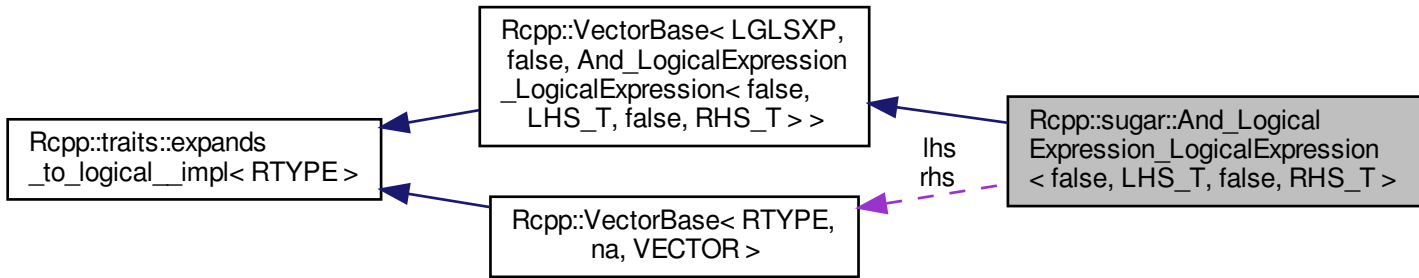 Rcpp::VectorBase< LGLSXP,
false, And_LogicalExpression
_LogicalExpression< false,
LHS_T, false, RHS_T > >
Rcpp::traits::expands
_to_logical__impl< RTYPE >
Rcpp::VectorBase< RTYPE,
na, VECTOR >
lhs
rhs
Rcpp::sugar::And_Logical
Expression_LogicalExpression
< false, LHS_T, false, RHS_T >